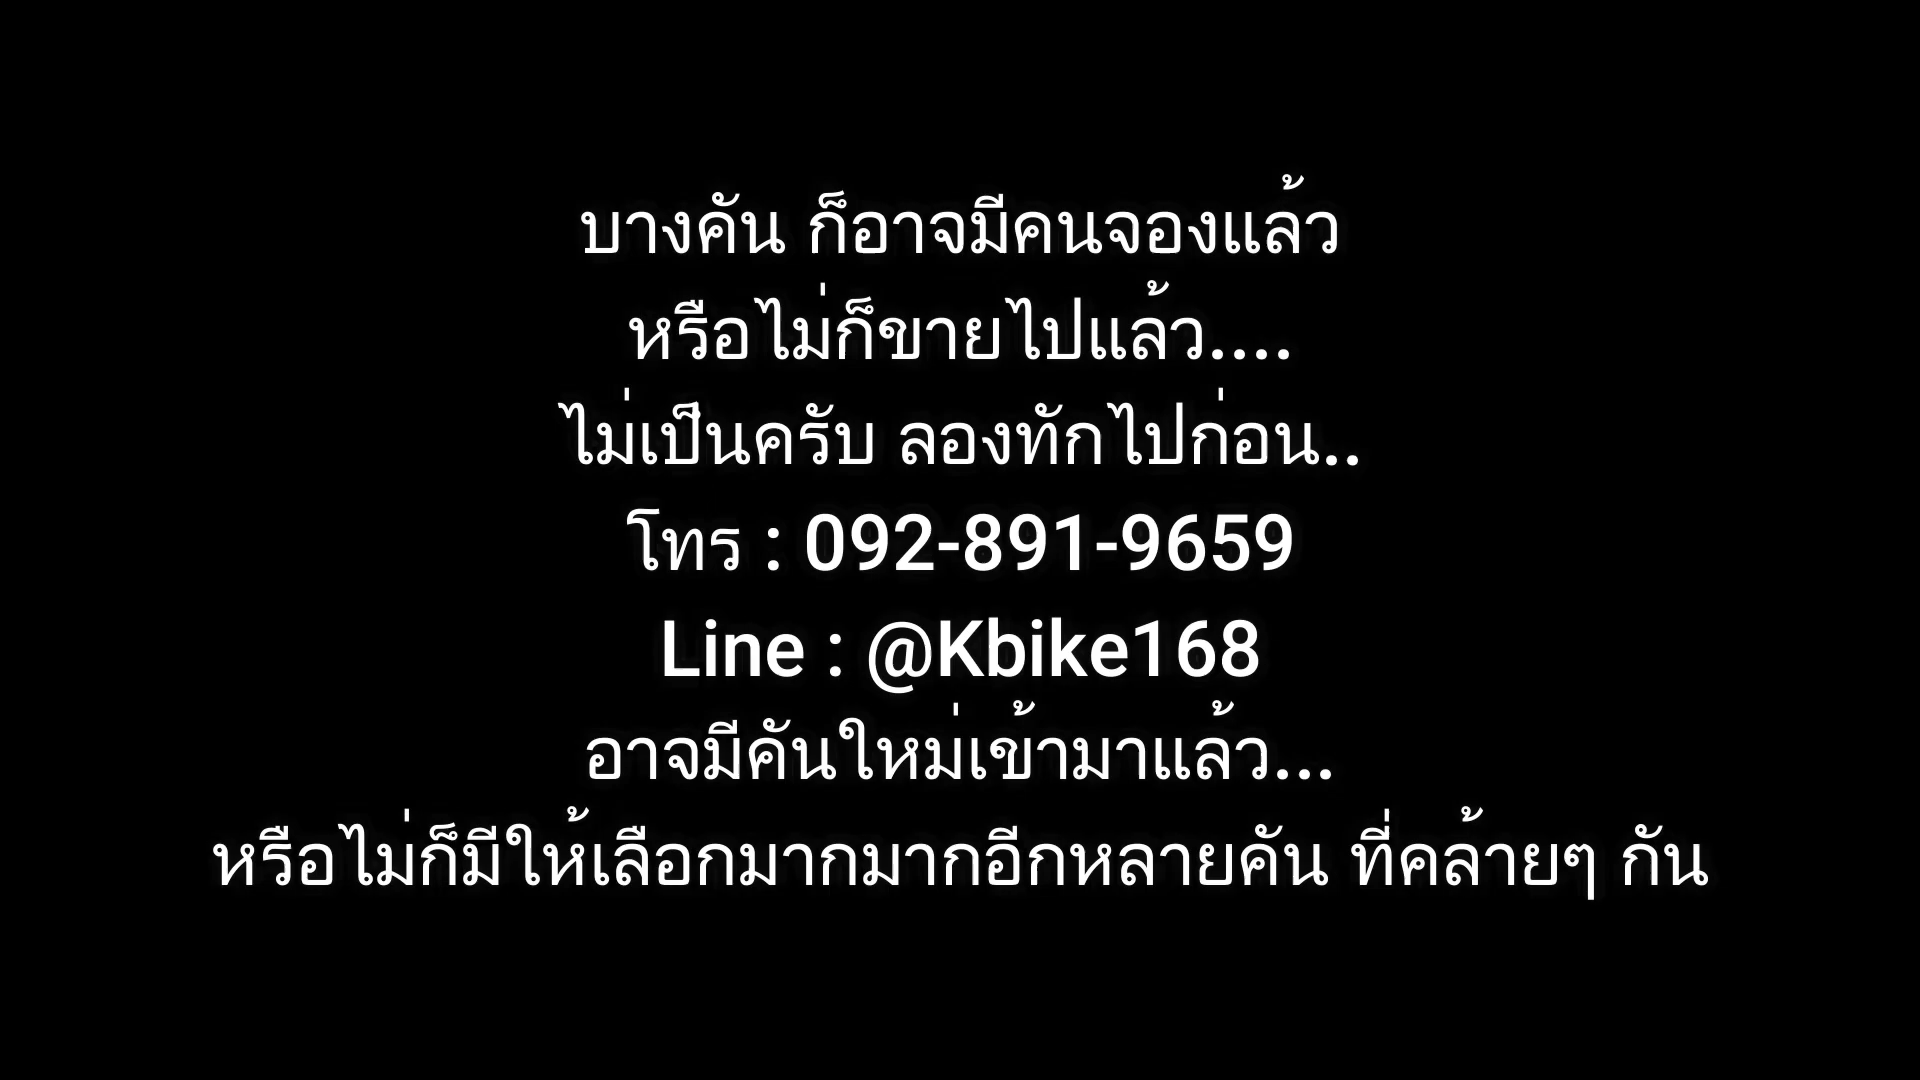 บางคัน ก็อาจมีคนจองแล้ว
หรือไม่ก็ขายไปแล้ว....
ไม่เป็นครับ ลองทักไปก่อน..
โทร : 092-891-9659
Line : @Kbike168
อาจมีคันใหม่เข้ามาแล้ว...
หรือไม่ก็มีให้เลือกมากมากอีกหลายคัน ที่คล้ายๆ กัน